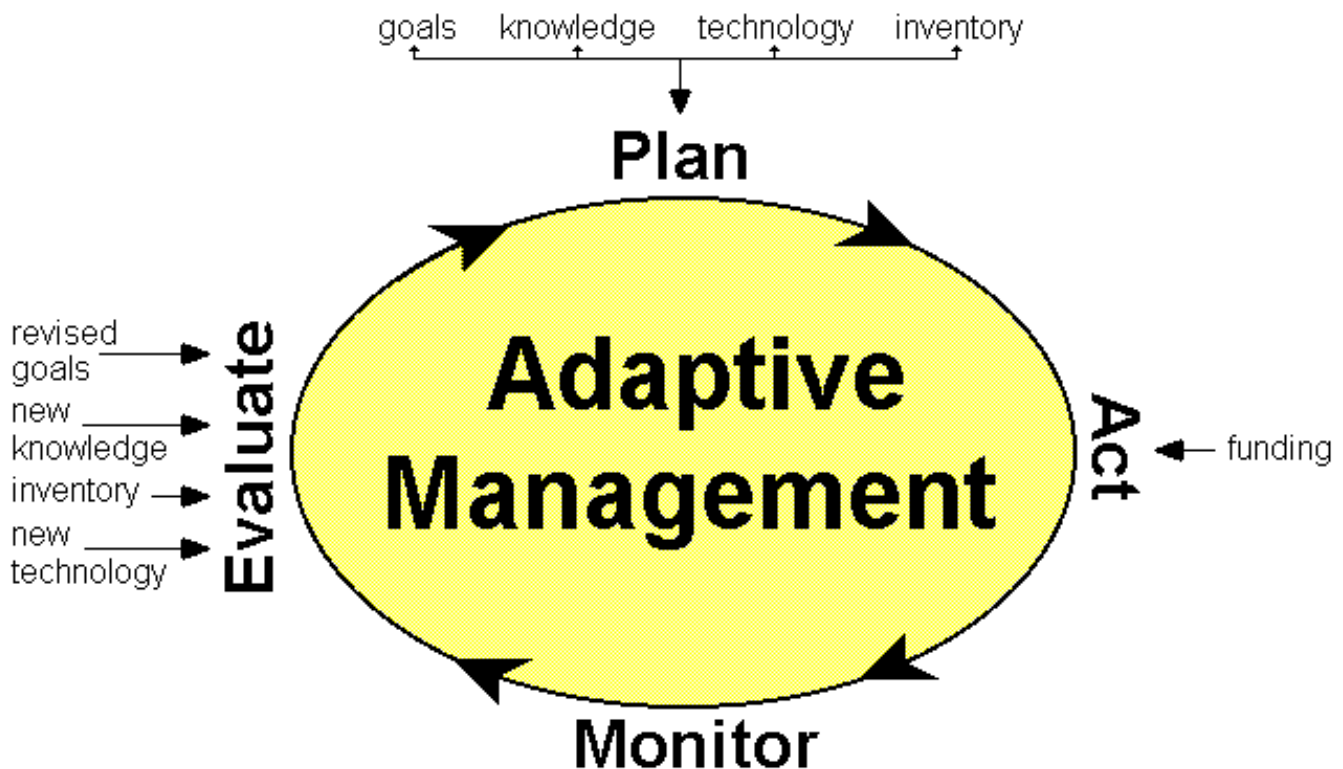 goals knowledge technology inventory
Plan
revised
goals
new
knowledge
inventory
new
technology
Evaluate
Adaptive
Management
Act
funding
Monitor